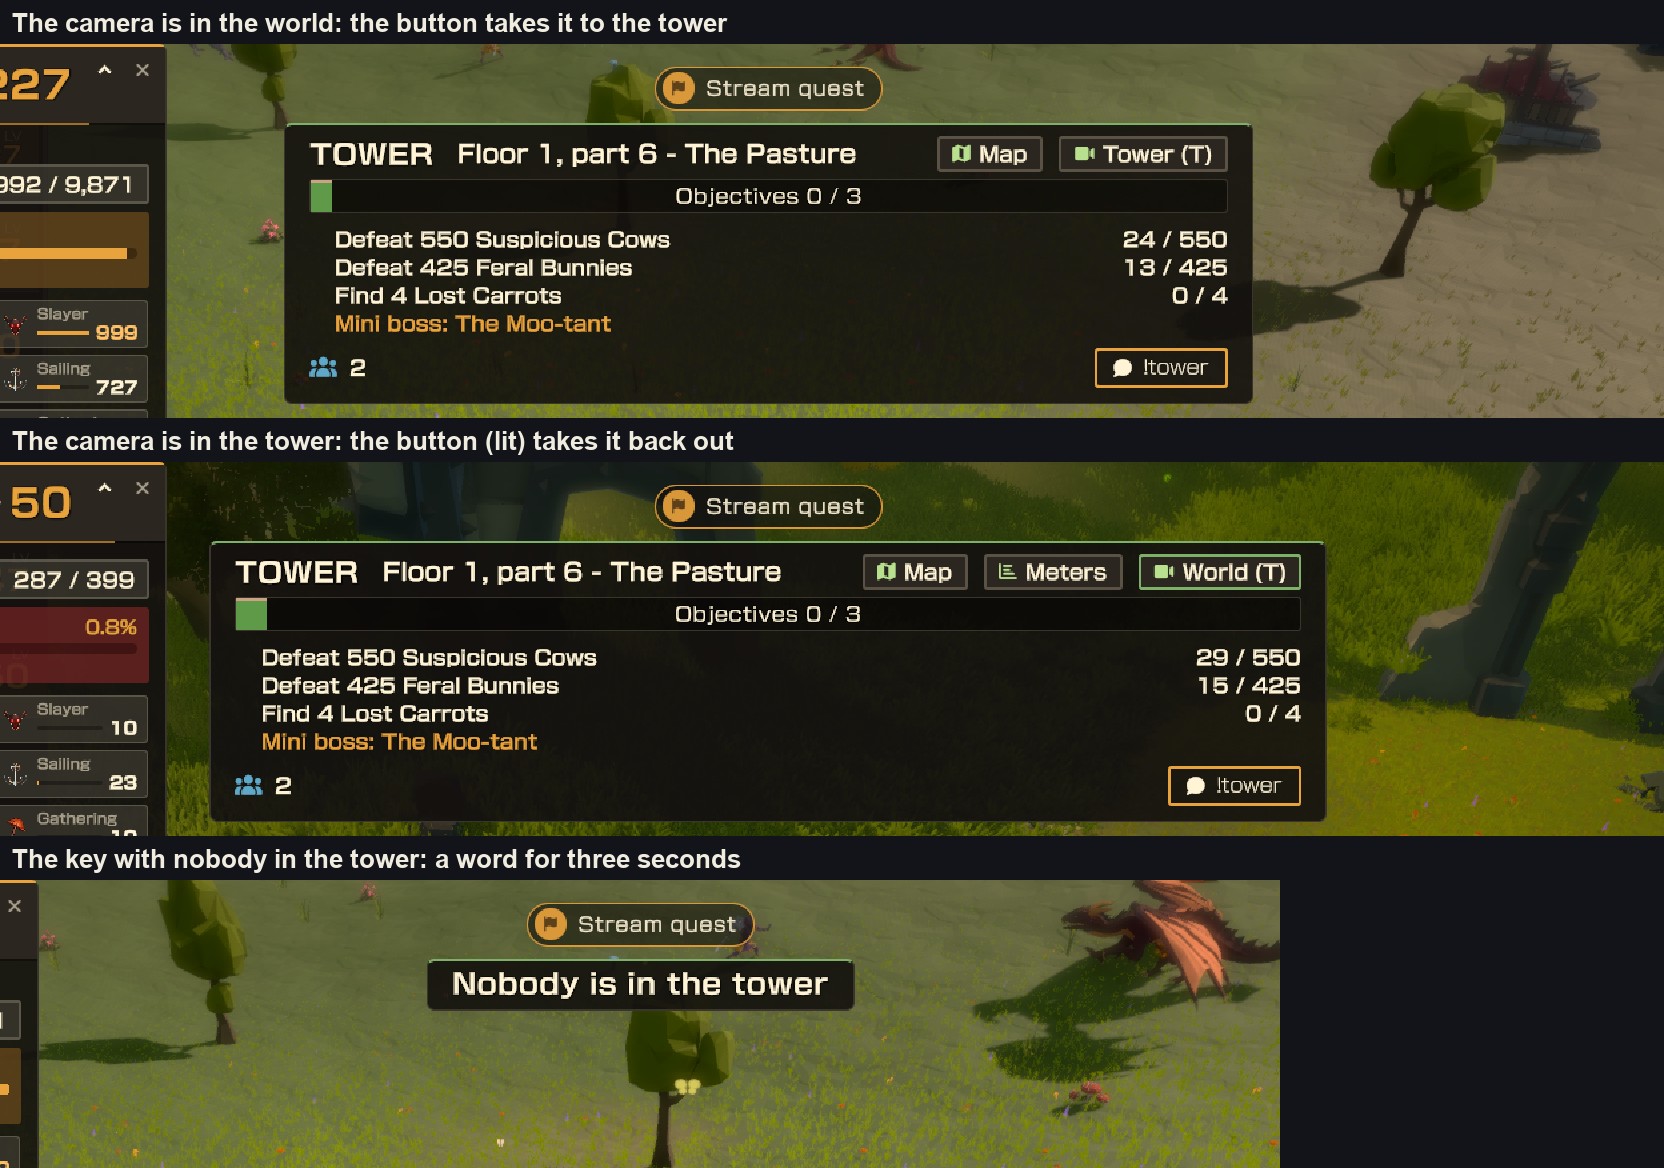 The camera is in the world: the button takes it to the tower
227
Stream quest
TOWER Floor 1, part 6 - The Pasture Map Tower (T)
992 / 9,871
Objectives 0 / 3
Defeat 550 Suspicious Cows 24 / 550
Defeat 425 Feral Bunnies 13 / 425
Find 4 Lost Carrots 0 / 4
Mini boss: The Moo-tant
Slayer
999
Sailing
727
2 !tower
The camera is in the tower: the button (lit) takes it back out
50
Stream quest
TOWER Floor 1, part 6 - The Pasture Map Meters World (T)
287 / 399
Objectives 0 / 3
0.8%
Defeat 550 Suspicious Cows 29 / 550
Defeat 425 Feral Bunnies 15 / 425
Find 4 Lost Carrots 0 / 4
Mini boss: The Moo-tant
Slayer
10
Sailing
23
Gathering
2 !tower
The key with nobody in the tower: a word for three seconds
Stream quest
Nobody is in the tower